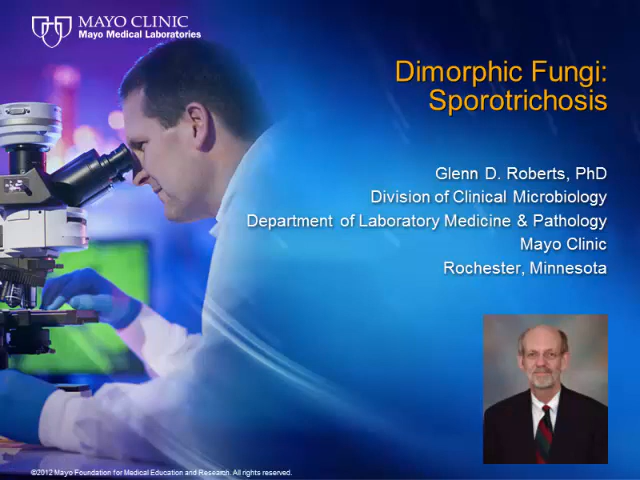 MAYO CLINIC
Mayo Medical Laboratories
Dimorphic Fungi:
Sporotrichosis
Glenn D. Roberts, PhD
Division of Clinical Microbiology
Department of Laboratory Medicine & Pathology
Mayo Clinic
Rochester, Minnesota
©2012 Mayo Foundation for Medical Education and Research. All rights reserved.